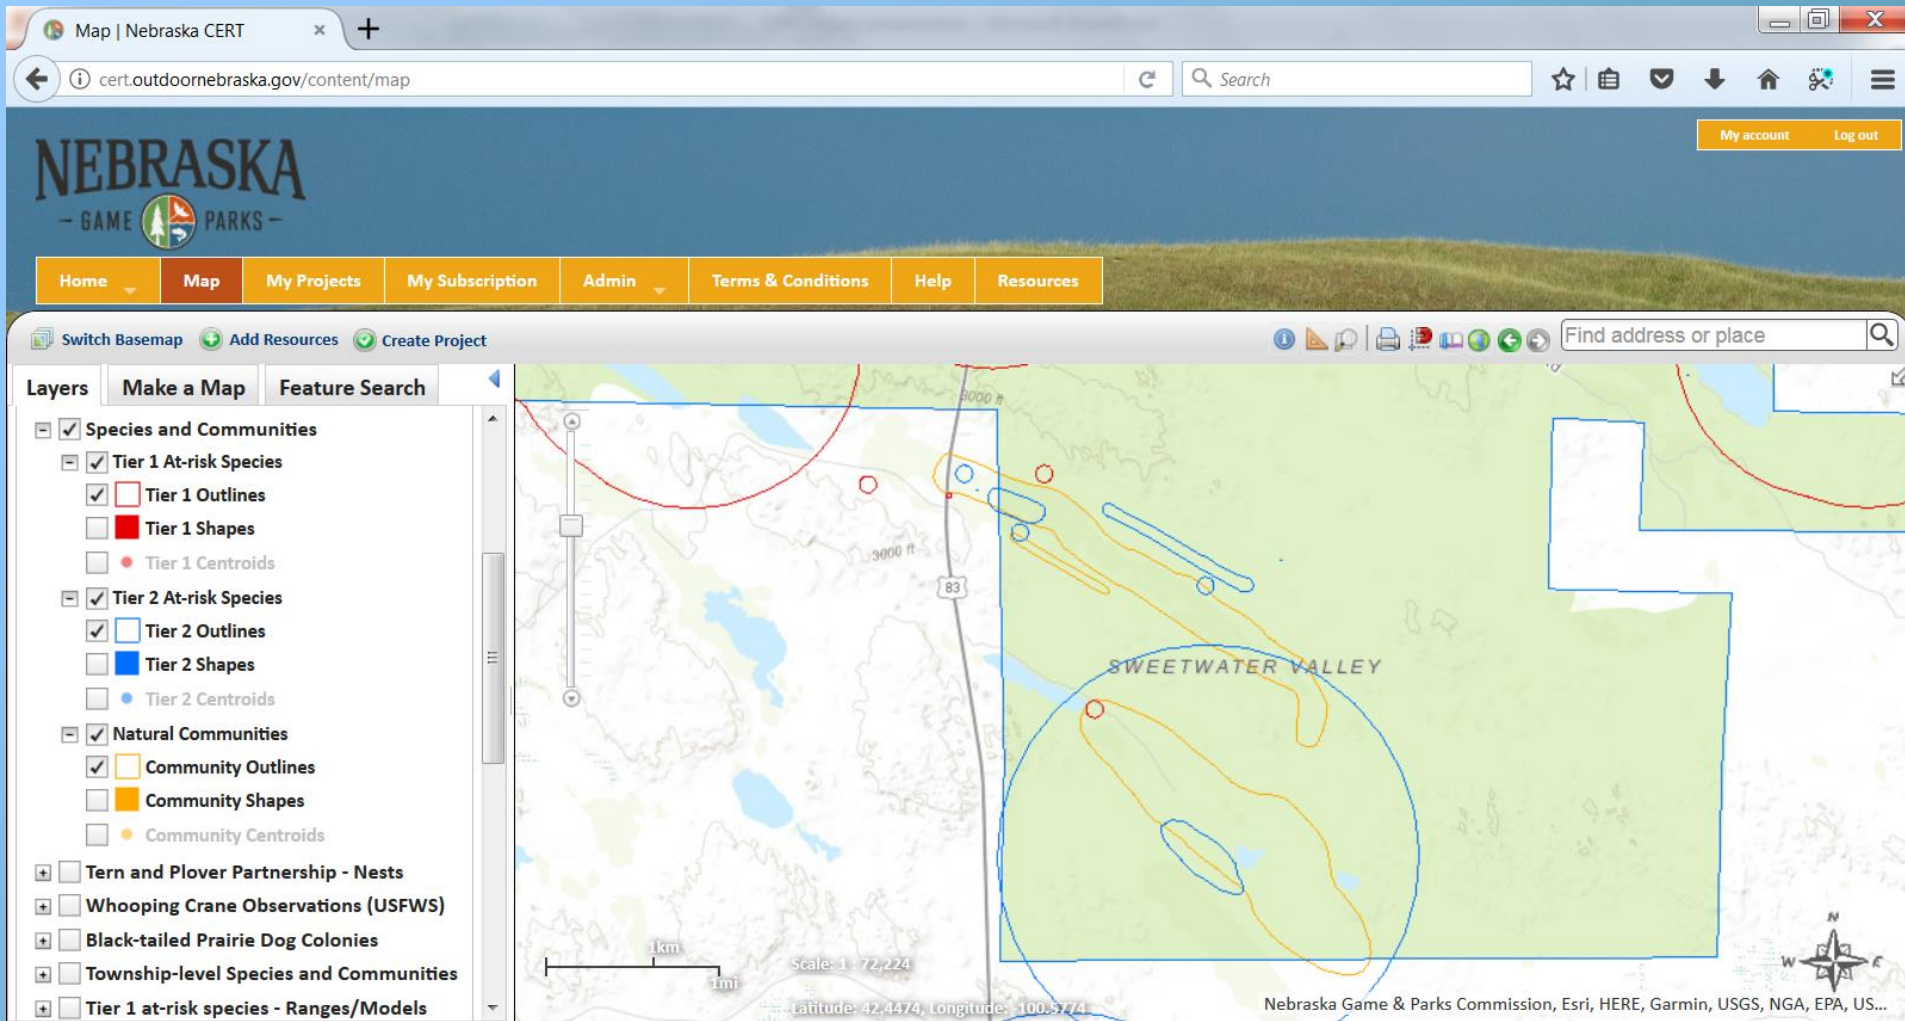 Map | Nebraska CERT
cert.outdoornebraska.gov/content/map
Search
My account Log out
NEBRASKA
GAME PARKS
Home Map My Projects My Subscription Admin Terms & Conditions Help Resources
Switch Basemap Add Resources Create Project
Find address or place
Layers Make a Map Feature Search
Species and Communities
Tier 1 At-risk Species
Tier 1 Outlines
Tier 1 Shapes
Tier 1 Centroids
Tier 2 At-risk Species
Tier 2 Outlines
Tier 2 Shapes
Tier 2 Centroids
Natural Communities
Community Outlines
Community Shapes
Community Centroids
Tern and Plover Partnership - Nests
Whooping Crane Observations (USFWS)
Black-tailed Prairie Dog Colonies
Township-level Species and Communities
Tier 1 at-risk species - Ranges/Models
3000 ft
3000 ft
83
SWEETWATER VALLEY
1km
1mi
Scale: 1 : 72,224
Latitude: 42.4474, Longitude: -100.5774
N
W E
Nebraska Game & Parks Commission, Esri, HERE, Garmin, USGS, NGA, EPA, US...